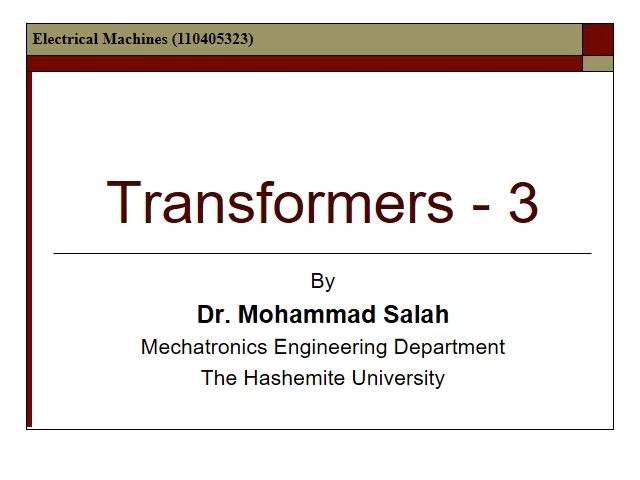 Electrical Machines (110405323)
Transformers - 3
By
Dr. Mohammad Salah
Mechatronics Engineering Department
The Hashemite University